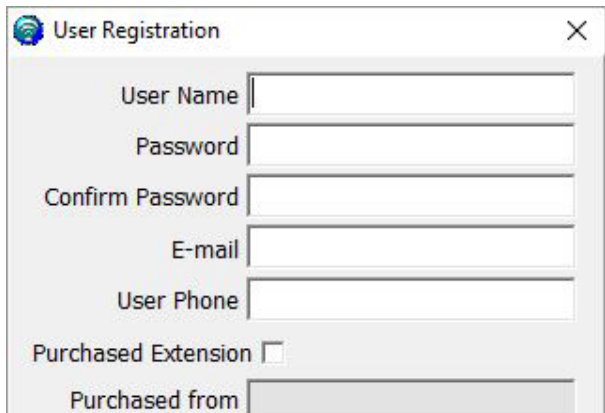 User Registration
User Name
Password
Confirm Password
E-mail
User Phone
Purchased Extension
Purchased from